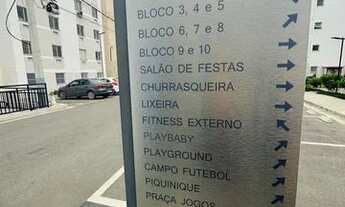 BLOCO 3, 4 e 5
BLOCO 6, 7 e 8
BLOCO 9 e 10
SALÃO DE FESTAS
CHURRASQUEIRA
LIXEIRA
FITNESS EXTERNO
PLAYBABY
PLAYGROUND
CAMPO FUTEBOL
PIQUINIQUE
PRAÇA JOGOS